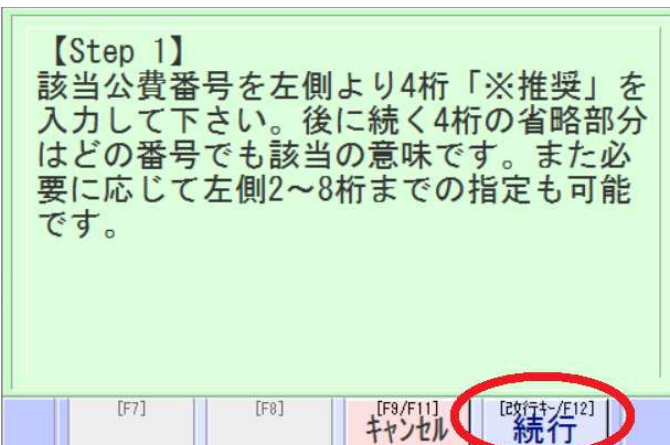 【Step 1】
該当公費番号を左側より4桁「※推奨」を
入力して下さい。後に続く4桁の省略部分
はどの番号でも該当の意味です。また必
要に応じて左側2～8桁までの指定も可能
です。
[F7]
[F8]
[F9/F11]
キャンセル
[改行キー/F12]
続行